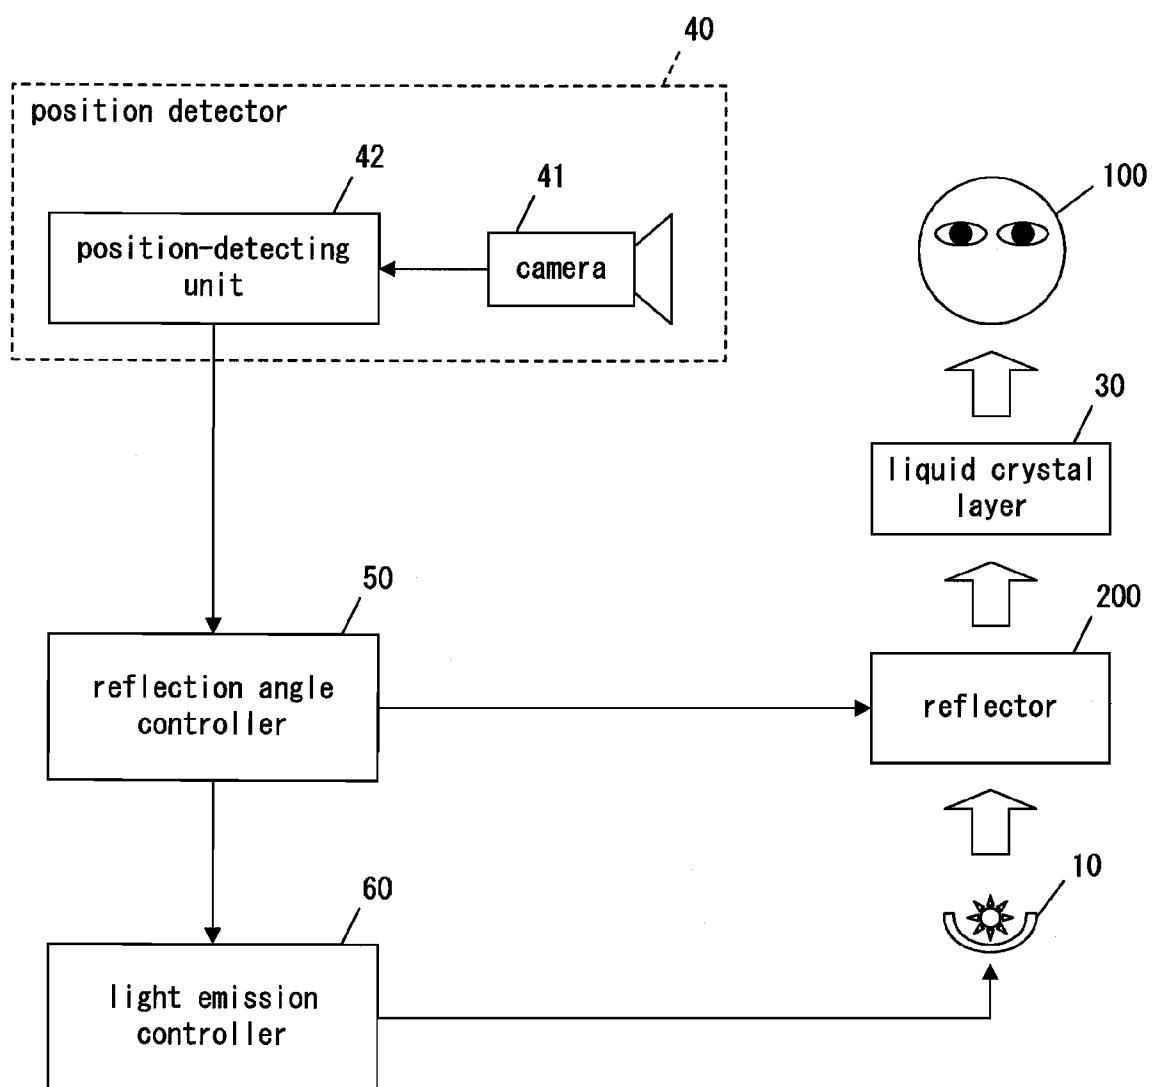 40
position detector
42
41
100
position-detecting
unit
camera
30
liquid crystal
layer
50
200
reflection angle
controller
reflector
10
60
light emission
controller